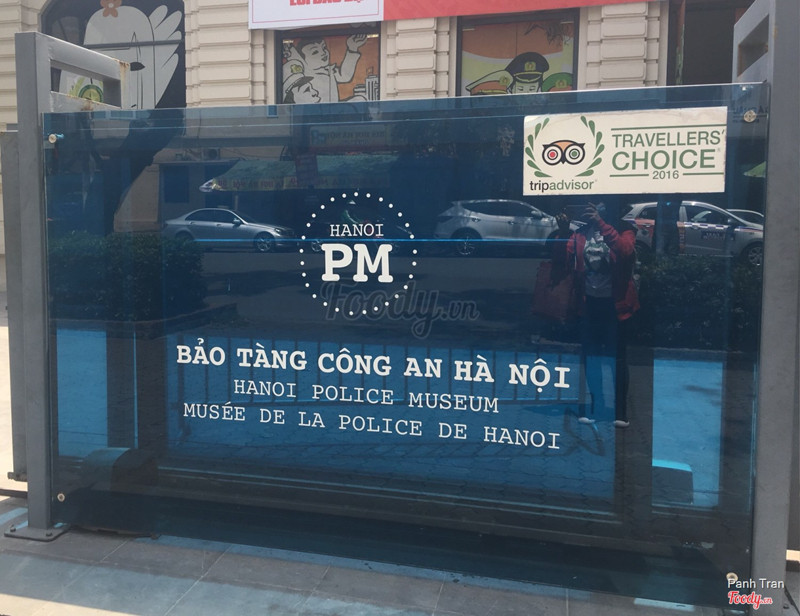 tripadvisor
TRAVELLERS'
CHOICE
2016
HANOI
PM
Foody.vn
BẢO TÀNG CÔNG AN HÀ NỘI
HANOI POLICE MUSEUM
MUSÉE DE LA POLICE DE HANOI
Panh Tran
Foody.vn